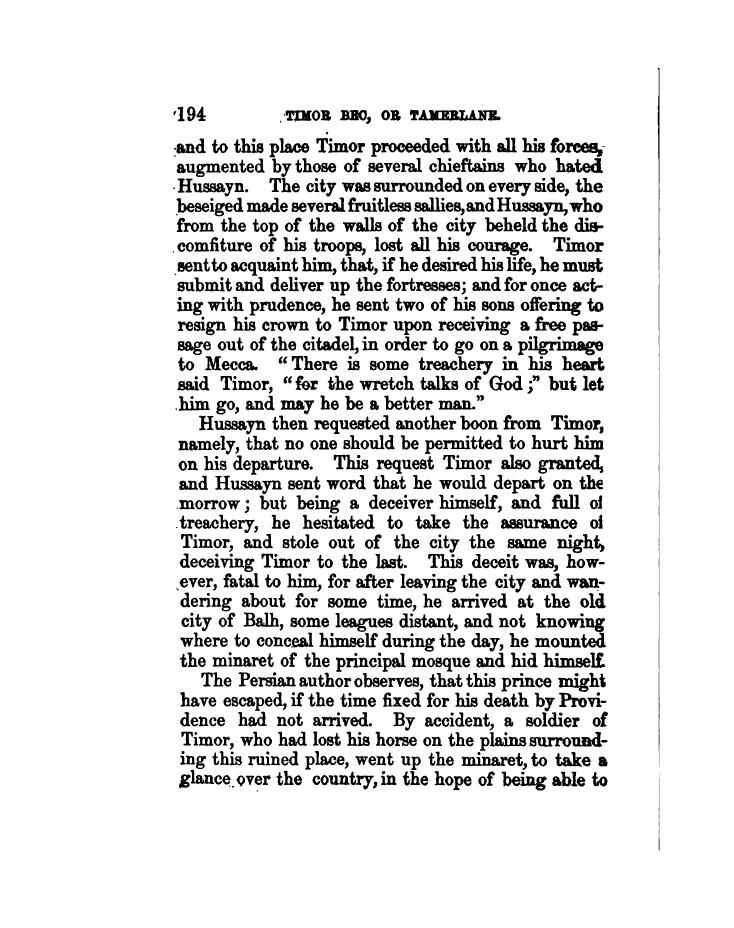 194 TIMOR BEC, OR TAMERLANE.
and to this place Timor proceeded with all his forces,
augmented by those of several chieftains who hated
Hussayn. The city was surrounded on every side, the
beseiged made several fruitless sallies, and Hussayn, who
from the top of the walls of the city beheld the dis-
comfiture of his troops, lost all his courage. Timor
sent to acquaint him, that, if he desired his life, he must
submit and deliver up the fortresses; and for once act-
ing with prudence, he sent two of his sons offering to
resign his crown to Timor upon receiving a free pas-
sage out of the citadel, in order to go on a pilgrimage
to Mecca. “There is some treachery in his heart
said Timor, “for the wretch talks of God;” but let
him go, and may he be a better man.”
Hussayn then requested another boon from Timor,
namely, that no one should be permitted to hurt him
on his departure. This request Timor also granted,
and Hussayn sent word that he would depart on the
morrow; but being a deceiver himself, and full of
treachery, he hesitated to take the assurance of
Timor, and stole out of the city the same night,
deceiving Timor to the last. This deceit was, how-
ever, fatal to him, for after leaving the city and wan-
dering about for some time, he arrived at the old
city of Balh, some leagues distant, and not knowing
where to conceal himself during the day, he mounted
the minaret of the principal mosque and hid himself.
The Persian author observes, that this prince might
have escaped, if the time fixed for his death by Provi-
dence had not arrived. By accident, a soldier of
Timor, who had lost his horse on the plains surround-
ing this ruined place, went up the minaret, to take a
glance over the country, in the hope of being able to